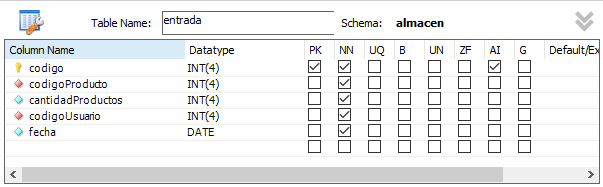 Table Name: entrada Schema: almacen
Column Name Datatype PK NN UQ B UN ZF AI G Default/Ex
codigo INT(4)
codigoProducto INT(4)
cantidadProductos INT(4)
codigoUsuario INT(4)
fecha DATE